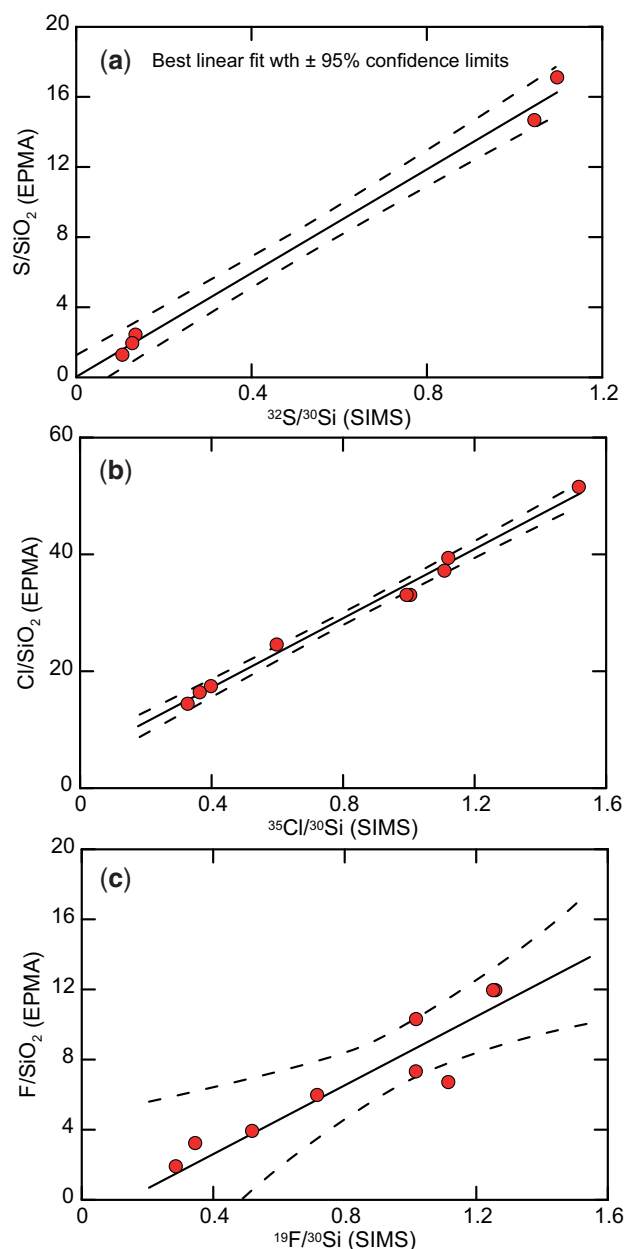 (a) Best linear fit wth ± 95% confidence limits
20
16
12
8
4
0
S/SiO₂ (EPMA)
0 0.4 0.8 1.2
³²S/³⁰Si (SIMS)
(b)
60
40
20
0
Cl/SiO₂ (EPMA)
0 0.4 0.8 1.2 1.6
³⁵Cl/³⁰Si (SIMS)
(c)
20
16
12
8
4
0
F/SiO₂ (EPMA)
0 0.4 0.8 1.2 1.6
¹⁹F/³⁰Si (SIMS)